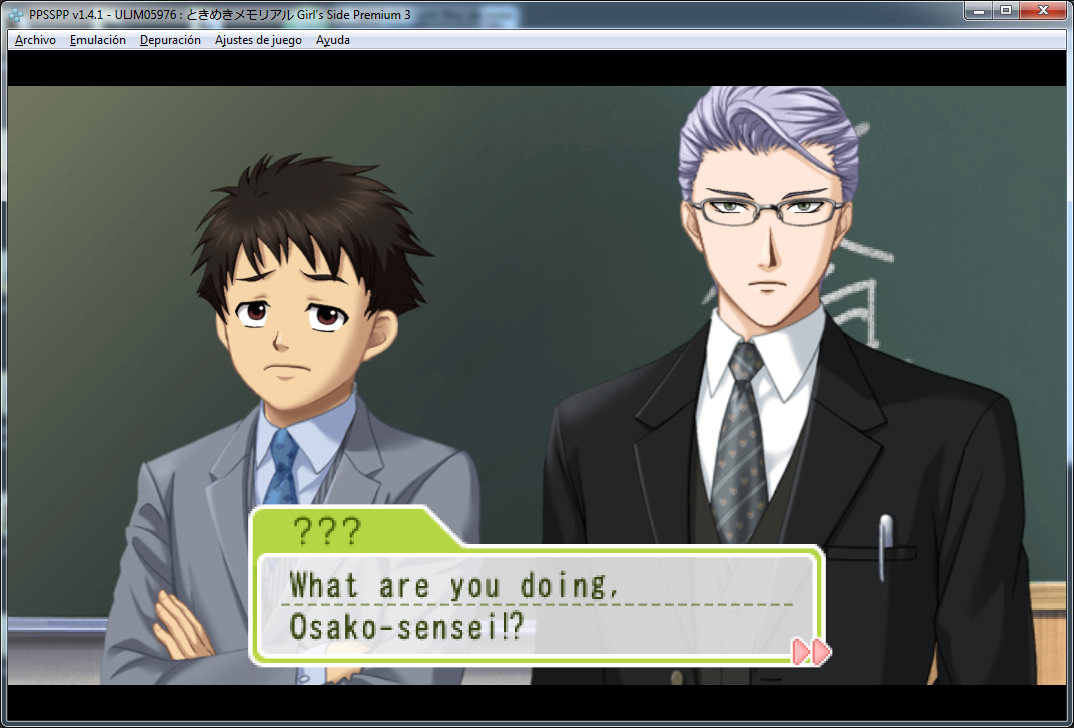 PPSSPP v1.4.1 - ULJM05976 : ときめきメモリアル Girl's Side Premium 3
Archivo Emulación Depuración Ajustes de juego Ayuda
???
What are you doing,
Osako-sensei!?